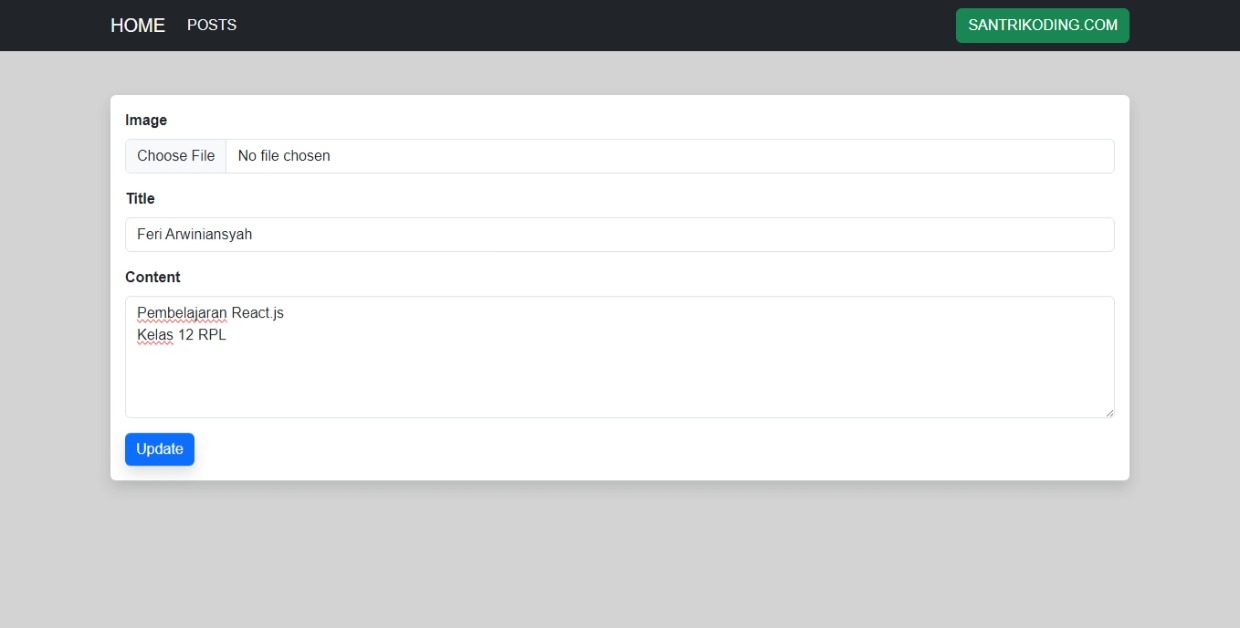 HOME POSTS SANTRIKODING.COM
Image
Choose File No file chosen
Title
Feri Arwiniansyah
Content
Pembelajaran React.js
Kelas 12 RPL
Update